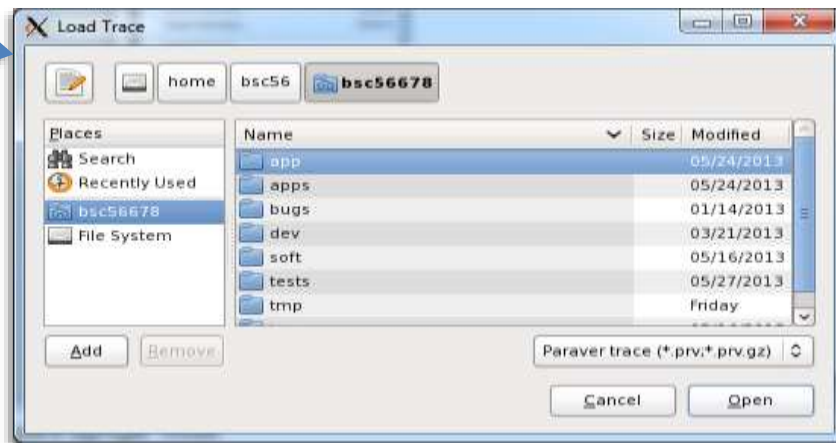 Load Trace
home bsc56 bsc56678
Places
Search
Recently Used
bsc56678
File System
Name Size Modified
app 05/24/2013
apps 05/24/2013
bugs 01/14/2013
dev 03/21/2013
soft 05/16/2013
tests 05/27/2013
tmp Friday
Add Remove
Paraver trace (*.prv;*.prv.gz)
Cancel Open